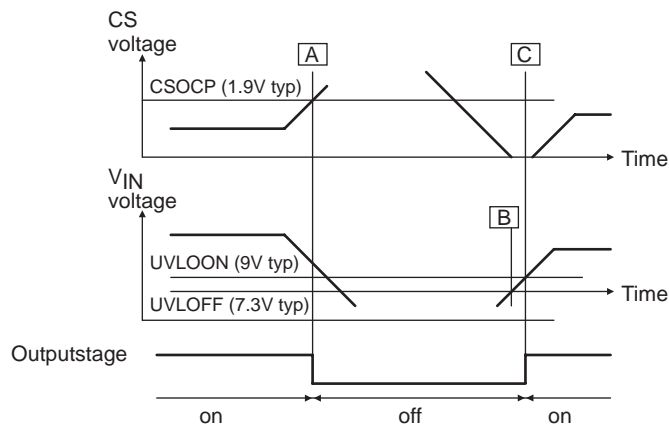 CS
voltage
A
C
CSOCP (1.9V typ)
Time
VIN
voltage
B
UVLOON (9V typ)
Time
UVLOFF (7.3V typ)
Outputstage
on
off
on